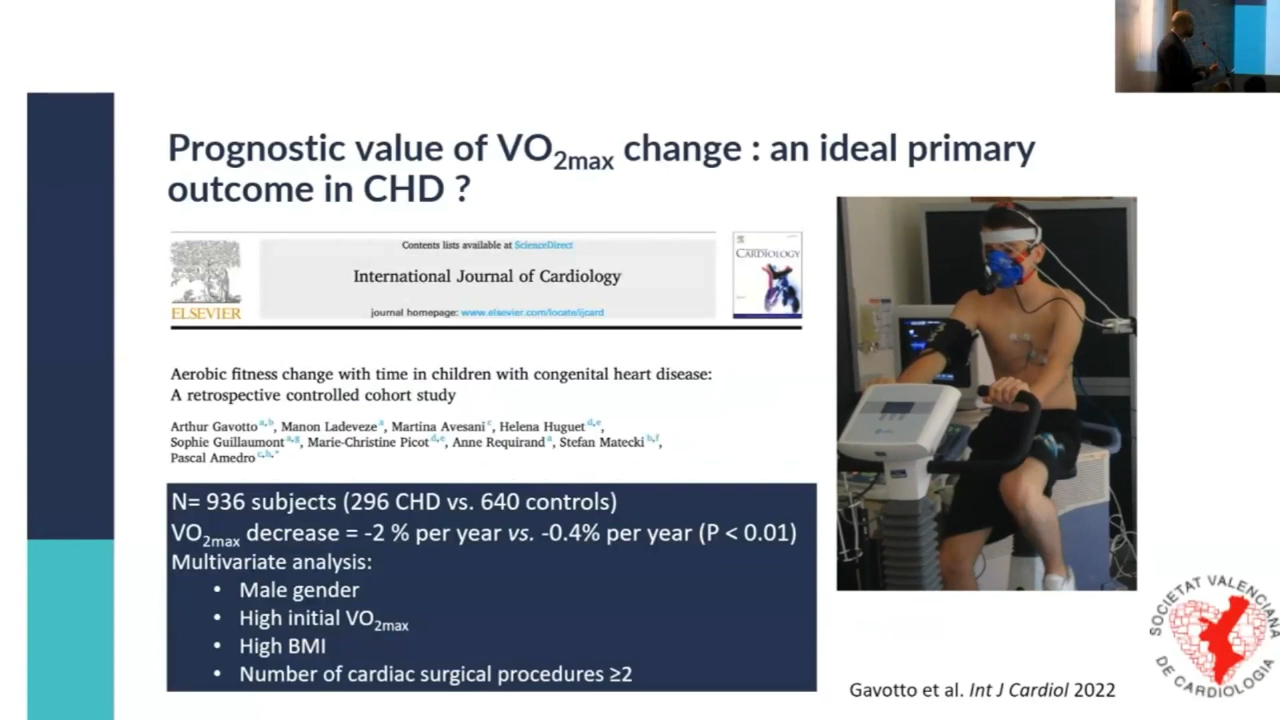 Prognostic value of VO2max change : an ideal primary
outcome in CHD ?
Contents lists available at ScienceDirect
International Journal of Cardiology
journal homepage: www.elsevier.com/locate/ijcard
ELSEVIER
CARDIOLOGY
Aerobic fitness change with time in children with congenital heart disease:
A retrospective controlled cohort study
Arthur Gavotto a,b, Manon Ladeveze a, Martina Avesani c, Helena Huguet d,e,
Sophie Guillaumont a,g, Marie-Christine Picot d,e, Anne Requirand a, Stefan Matecki b,f,
Pascal Amedro c,h,*
N= 936 subjects (296 CHD vs. 640 controls)
VO2max decrease = -2 % per year vs. -0.4% per year (P < 0.01)
Multivariate analysis:
• Male gender
• High initial VO2max
• High BMI
• Number of cardiac surgical procedures ≥2
Gavotto et al. Int J Cardiol 2022
SOCIETAT VALENCIANA
DE CARDIOLOGIA